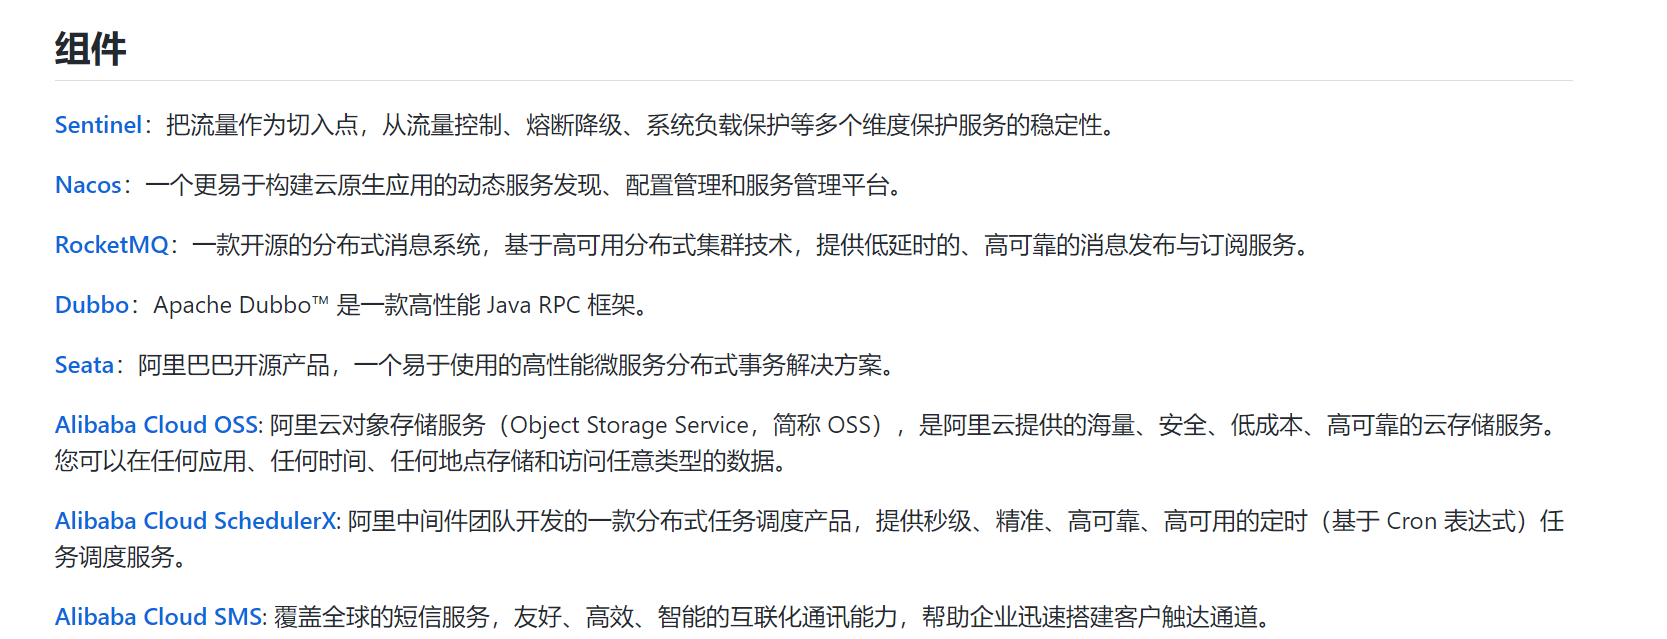 组件
Sentinel：把流量作为切入点，从流量控制、熔断降级、系统负载保护等多个维度保护服务的稳定性。
Nacos：一个更易于构建云原生应用的动态服务发现、配置管理和服务管理平台。
RocketMQ：一款开源的分布式消息系统，基于高可用分布式集群技术，提供低延时的、高可靠的消息发布与订阅服务。
Dubbo：Apache Dubbo™ 是一款高性能 Java RPC 框架。
Seata：阿里巴巴开源产品，一个易于使用的高性能微服务分布式事务解决方案。
Alibaba Cloud OSS: 阿里云对象存储服务（Object Storage Service，简称 OSS），是阿里云提供的海量、安全、低成本、高可靠的云存储服务。
您可以在任何应用、任何时间、任何地点存储和访问任意类型的数据。
Alibaba Cloud SchedulerX: 阿里中间件团队开发的一款分布式任务调度产品，提供秒级、精准、高可靠、高可用的定时（基于 Cron 表达式）任
务调度服务。
Alibaba Cloud SMS: 覆盖全球的短信服务，友好、高效、智能的互联化通讯能力，帮助企业迅速搭建客户触达通道。